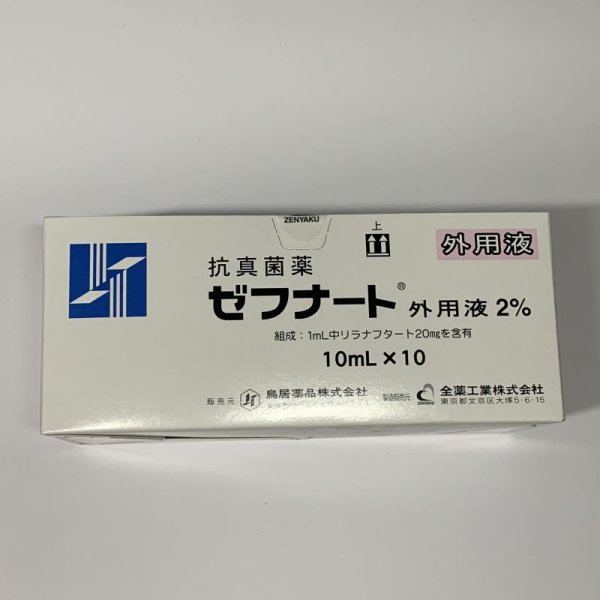 ZENYAKU
上
外用液
抗真菌薬
ゼフナート® 外用液 2%
組成：1mL中リラナフタート20㎎を含有
10mL×10
販売元 鳥居薬品株式会社
製造販売元 ZENYAKU 全薬工業株式会社
東京都文京区大塚5-6-15